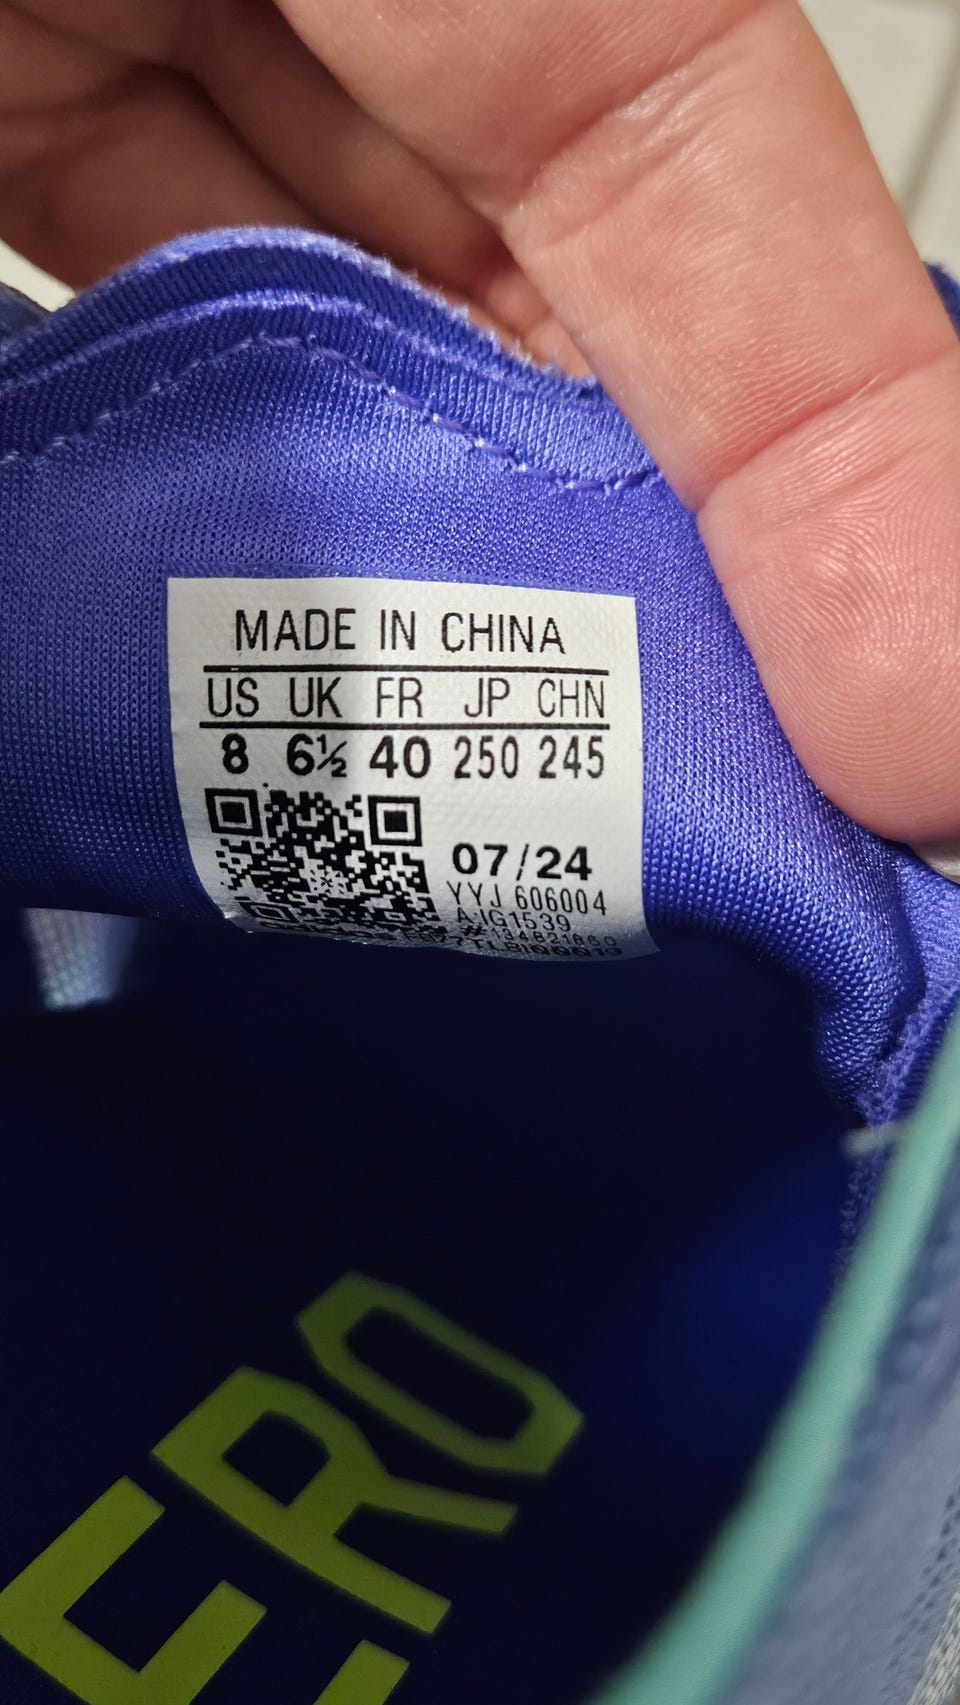 MADE IN CHINA
US UK FR JP CHN
8 6½ 40 250 245
07/24
YYJ 606004
A:IG1539
#134621860
ERO